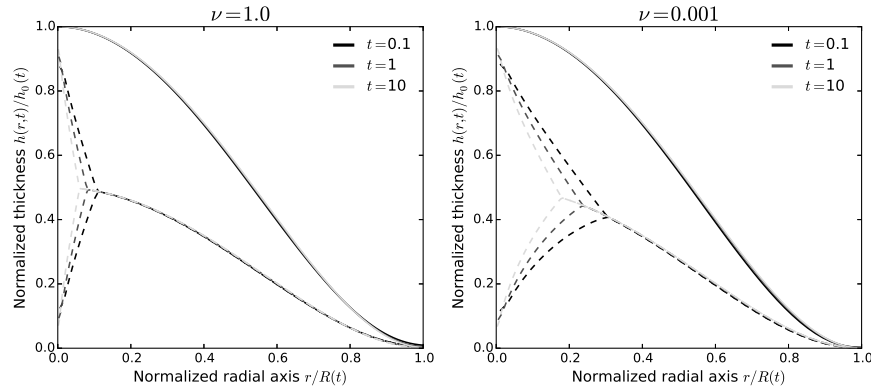 ν=1.0
Normalized thickness h(r,t)/h₀(t)
1.0
0.8
0.6
0.4
0.2
0.0
t=0.1
t=1
t=10
0.0 0.2 0.4 0.6 0.8 1.0
Normalized radial axis r/R(t)
ν=0.001
Normalized thickness h(r,t)/h₀(t)
1.0
0.8
0.6
0.4
0.2
0.0
t=0.1
t=1
t=10
0.0 0.2 0.4 0.6 0.8 1.0
Normalized radial axis r/R(t)